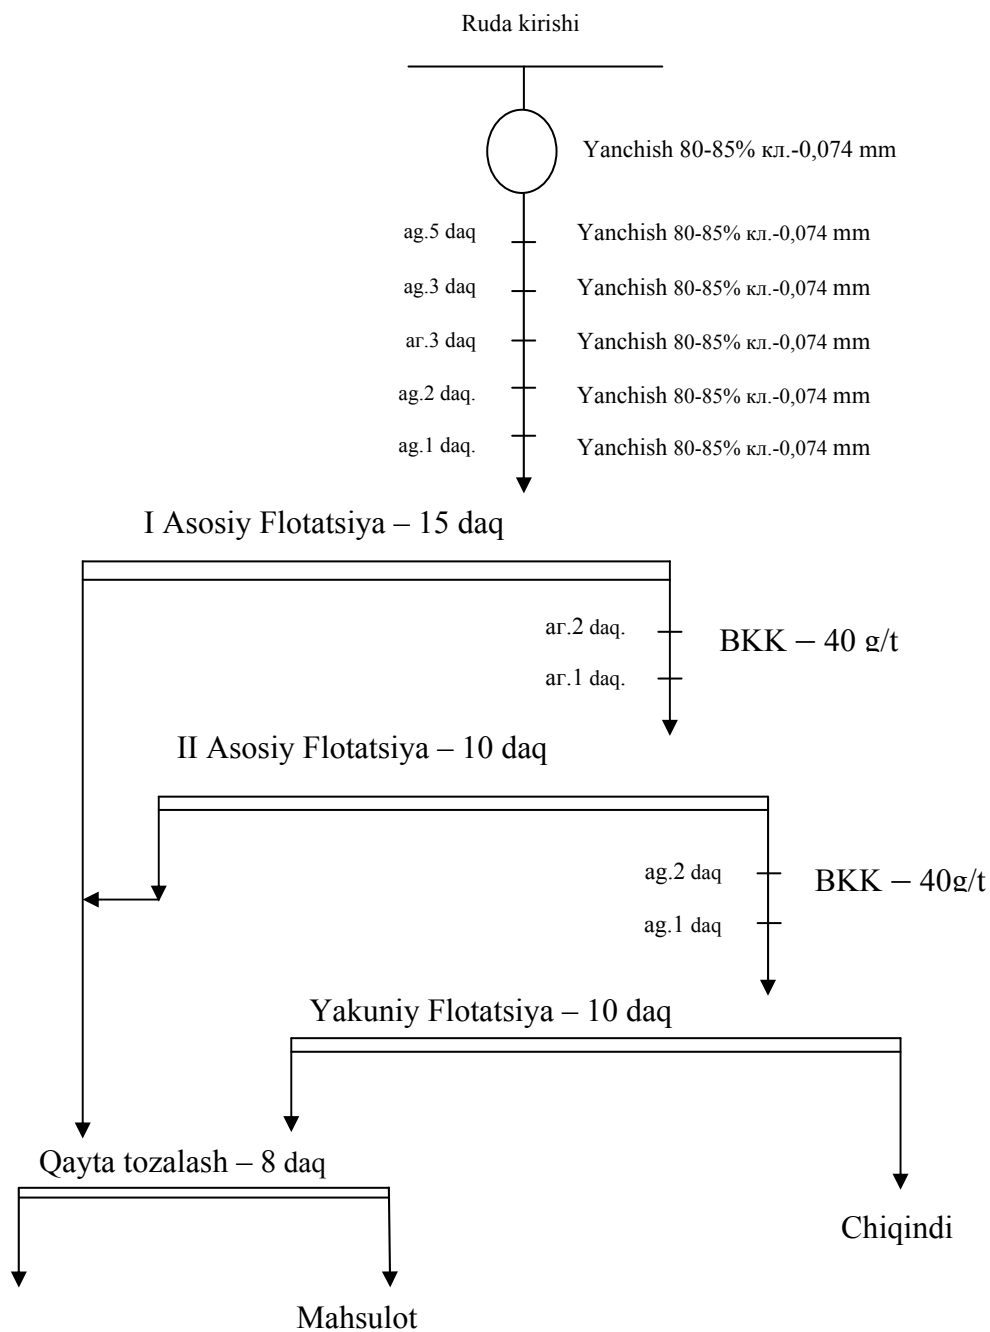 Ruda kirishi
Yanchish 80-85% кл.-0,074 mm
ag.5 daq Yanchish 80-85% кл.-0,074 mm
ag.3 daq Yanchish 80-85% кл.-0,074 mm
аг.3 daq Yanchish 80-85% кл.-0,074 mm
ag.2 daq. Yanchish 80-85% кл.-0,074 mm
ag.1 daq. Yanchish 80-85% кл.-0,074 mm
I Asosiy Flotatsiya – 15 daq
аг.2 daq. BKK – 40 g/t
аг.1 daq.
II Asosiy Flotatsiya – 10 daq
ag.2 daq BKK – 40g/t
ag.1 daq
Yakuniy Flotatsiya – 10 daq
Qayta tozalash – 8 daq
Chiqindi
Mahsulot